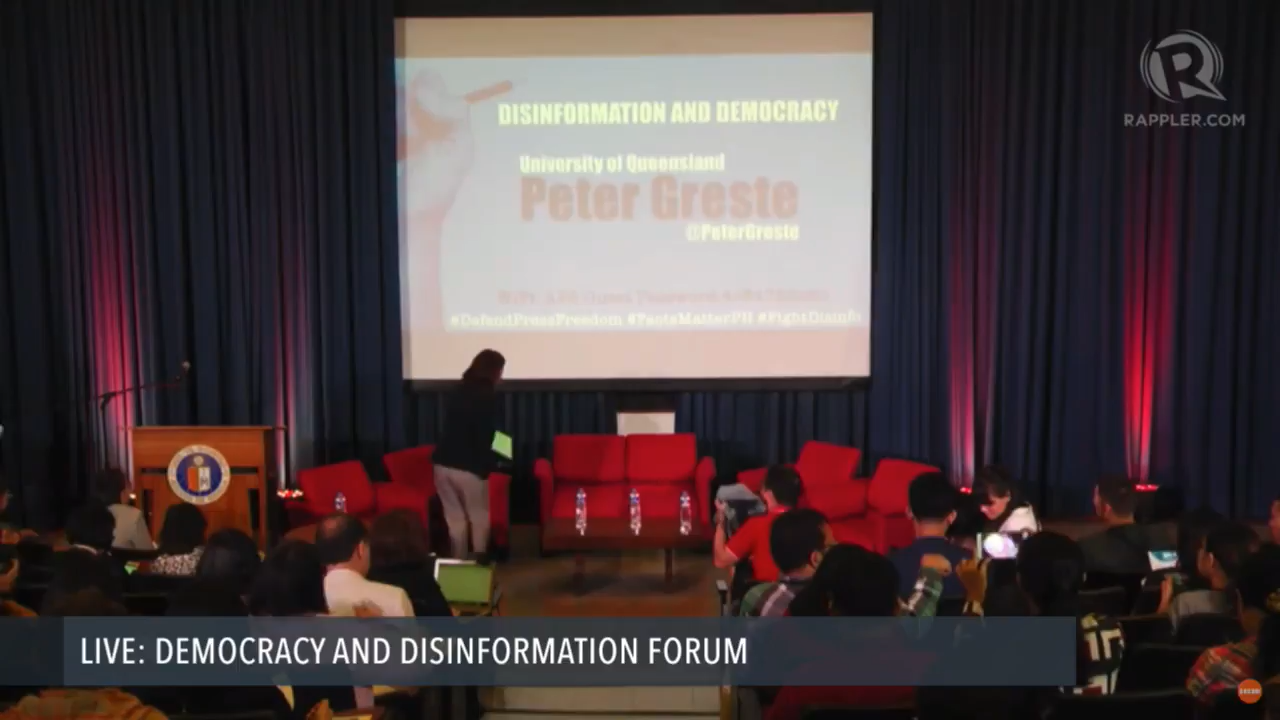 RAPPLER.COM
DISINFORMATION AND DEMOCRACY
University of Queensland
Peter Greste
@PeterGreste
#DefendPressFreedom #FactsMatterPH #FightDisinfo
LIVE: DEMOCRACY AND DISINFORMATION FORUM